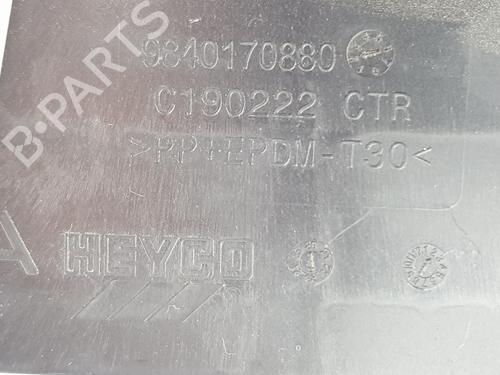 9840170880
C190222 CTR
>PP+EPDM-T30<
HEYCO
B-PARTS